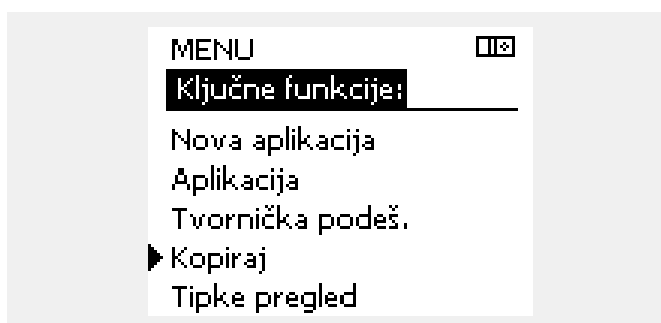 MENU
Ključne funkcije:
Nova aplikacija
Aplikacija
Tvornička podeš.
Kopiraj
Tipke pregled